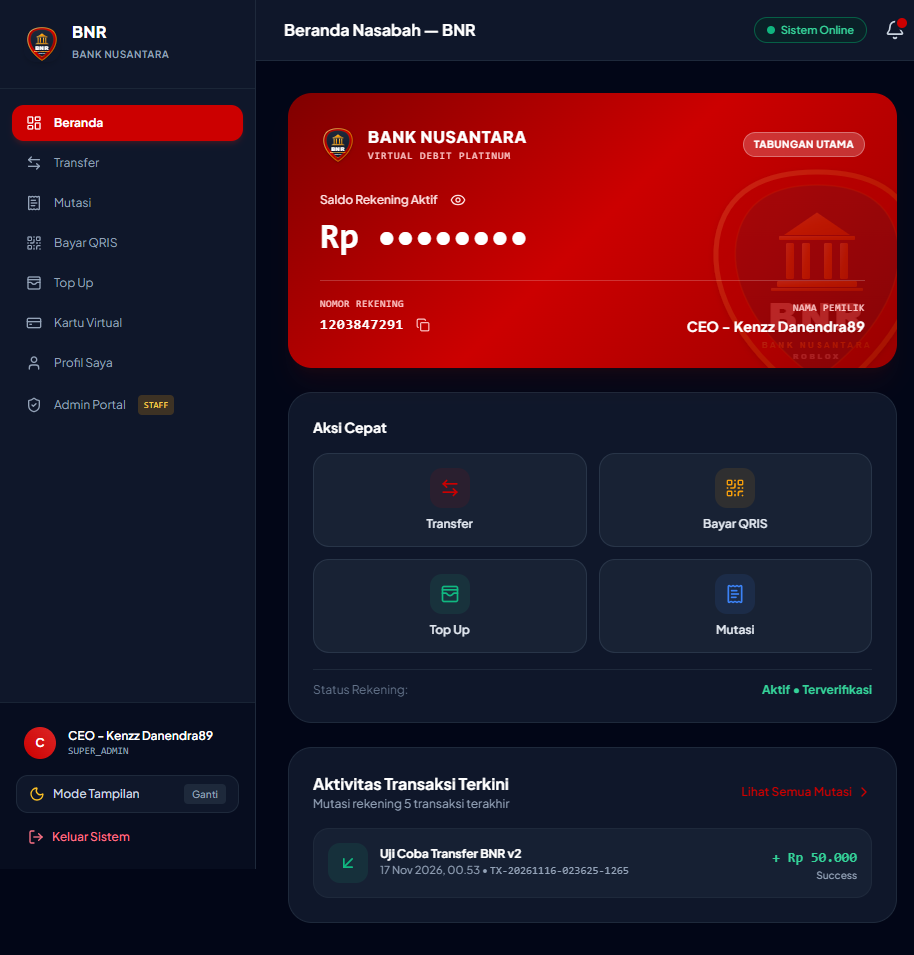 BNR
BNR
BANK NUSANTARA
Beranda
Transfer
Mutasi
Bayar QRIS
Top Up
Kartu Virtual
Profil Saya
Admin Portal STAFF
C
CEO - Kenzz Danendra89
SUPER_ADMIN
Mode Tampilan Ganti
Keluar Sistem
Beranda Nasabah — BNR
Sistem Online
BNR
BANK NUSANTARA
VIRTUAL DEBIT PLATINUM
TABUNGAN UTAMA
Saldo Rekening Aktif
Rp ●●●●●●●●
NOMOR REKENING
1203847291
NAMA PEMILIK
CEO - Kenzz Danendra89
BNR
BANK NUSANTARA
ROBLOX
Aksi Cepat
Transfer
Bayar QRIS
Top Up
Mutasi
Status Rekening:
Aktif ● Terverifikasi
Aktivitas Transaksi Terkini
Mutasi rekening 5 transaksi terakhir
Lihat Semua Mutasi
Uji Coba Transfer BNR v2
17 Nov 2026, 00.53 • TX-20261116-023625-1265
+ Rp 50.000
Success